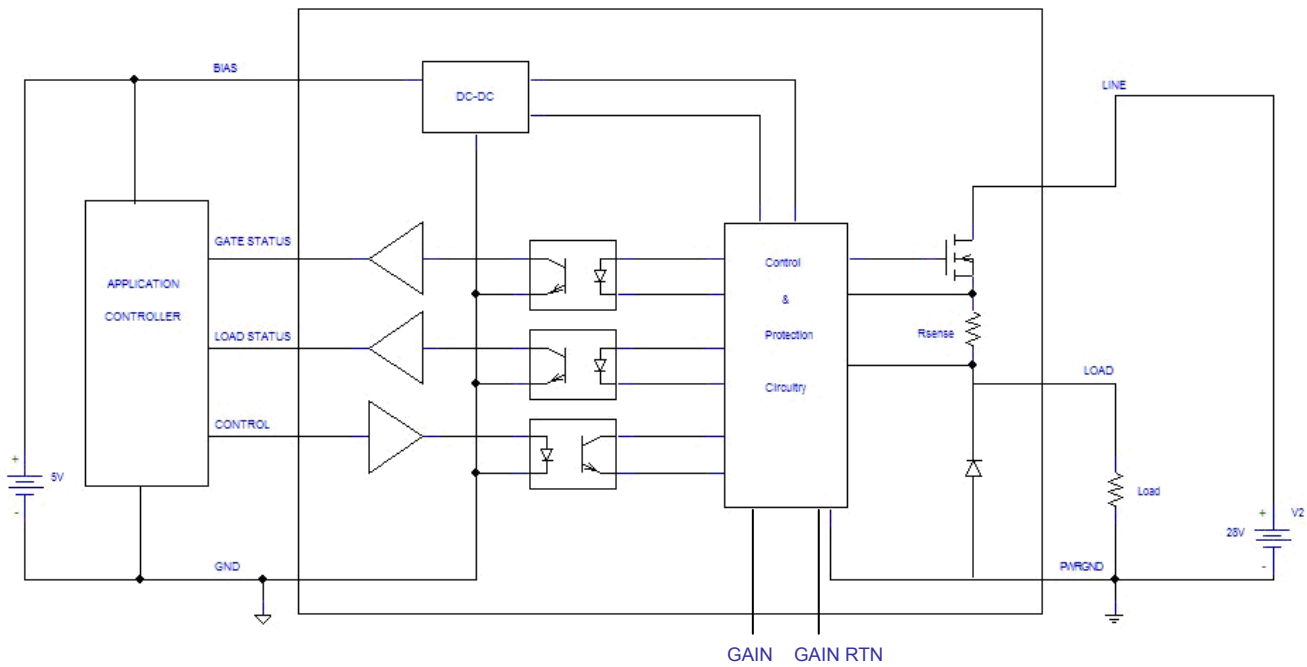 BIAS
DC-DC
LINE
GATE STATUS
Control
APPLICATION
&
CONTROLLER
LOAD STATUS
Protection
Rsense
LOAD
Circuitry
CONTROL
+
5V
-
Load
+
V2
28V
-
GND
PWRGND
GAIN
GAIN RTN